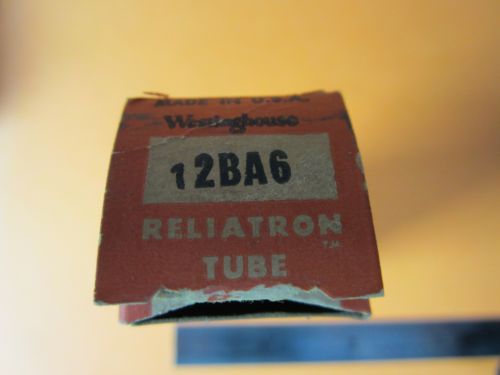 MADE IN U.S.A.
Westinghouse
12BA6
RELIATRON
T.M.
TUBE